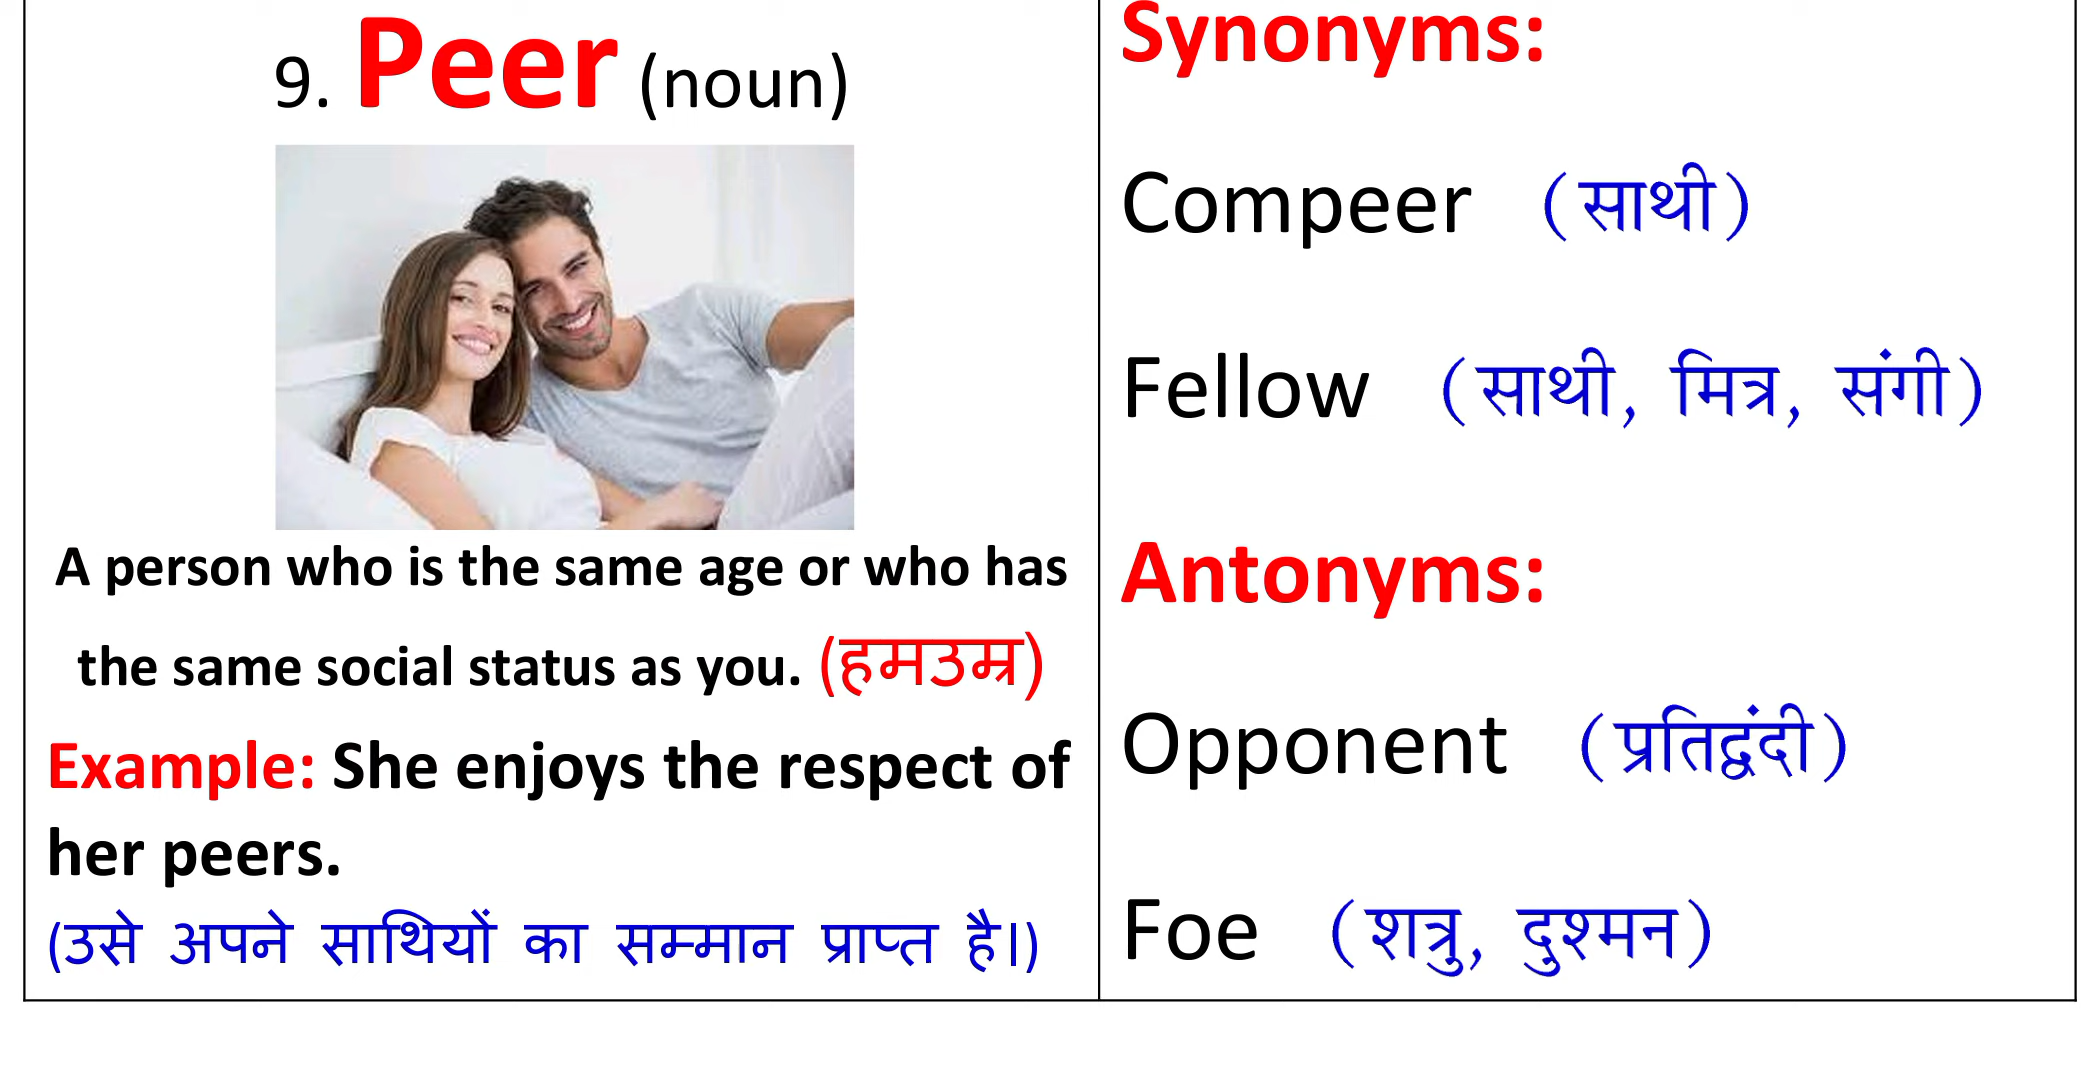 9. Peer (noun)
A person who is the same age or who has
the same social status as you. (हमउम्र)
Example: She enjoys the respect of
her peers.
(उसे अपने साथियों का सम्मान प्राप्त है।)
Synonyms:
Compeer (साथी)
Fellow (साथी, मित्र, संगी)
Antonyms:
Opponent (प्रतिद्वंदी)
Foe (शत्रु, दुश्मन)